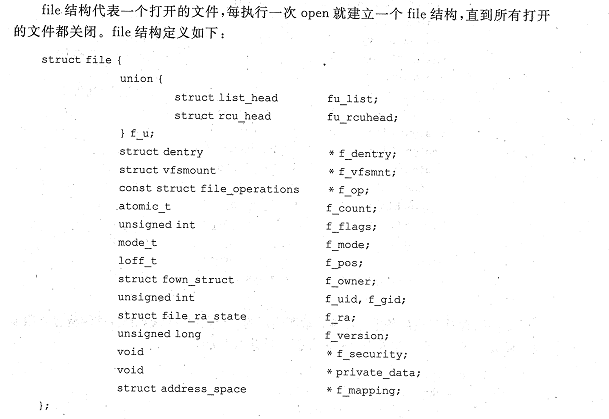 file 结构代表一个打开的文件,每执行一次 open 就建立一个 file 结构,直到所有打开
的文件都关闭。file 结构定义如下:
struct file {
union {
struct list_head fu_list;
struct rcu_head fu_rcuhead;
} f_u;
struct dentry * f_dentry;
struct vfsmount * f_vfsmnt;
const struct file_operations * f_op;
atomic_t f_count;
unsigned int f_flags;
mode_t f_mode;
loff_t f_pos;
struct fown_struct f_owner;
unsigned int f_uid, f_gid;
struct file_ra_state f_ra;
unsigned long f_version;
void * f_security;
void * private_data;
struct address_space * f_mapping;
};